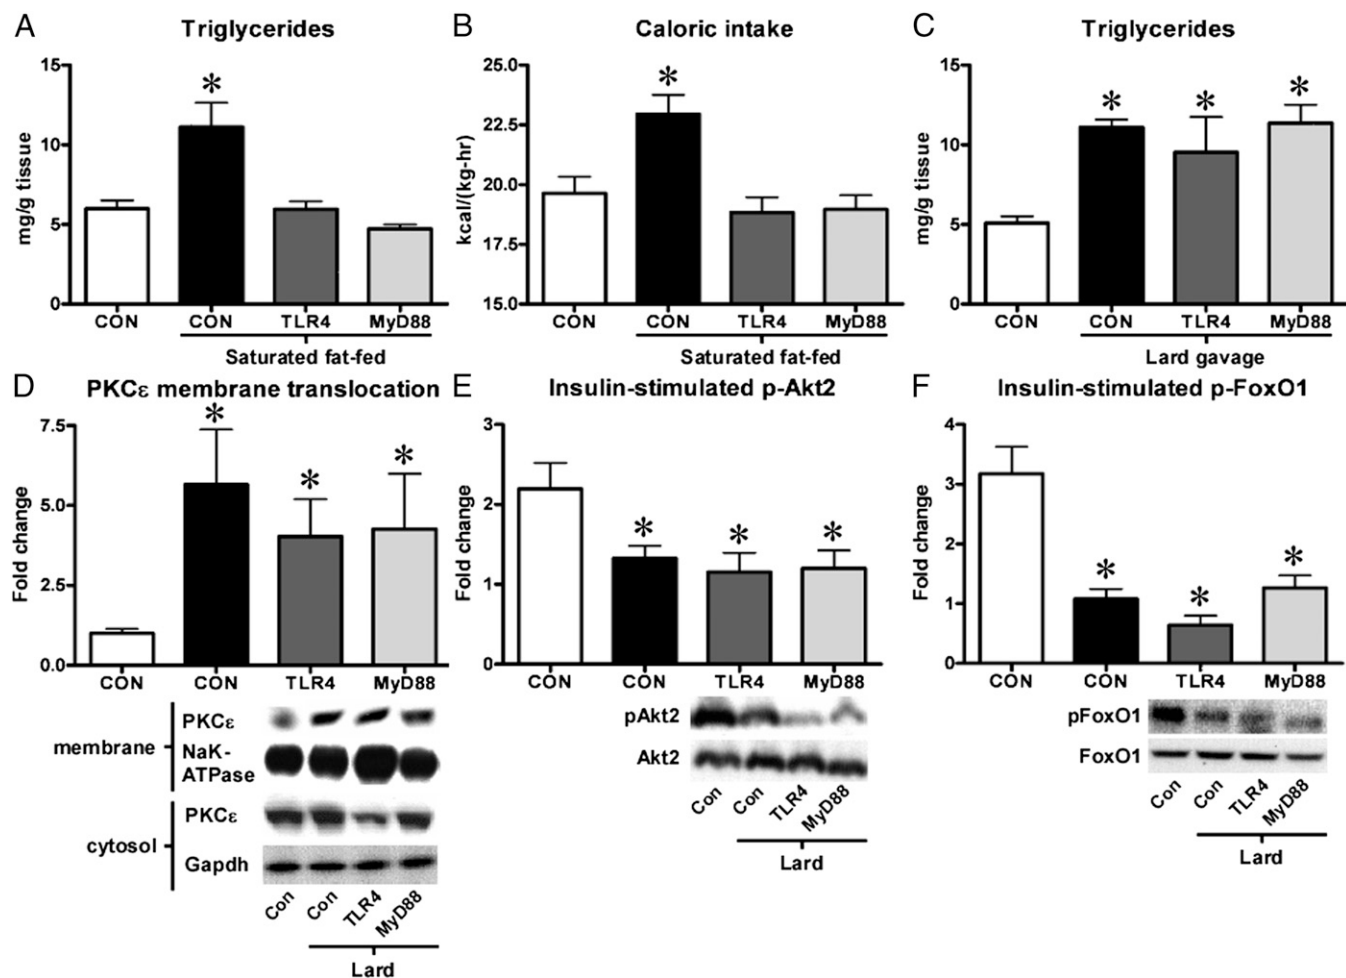 A
Triglycerides
15
10
5
0
mg/g tissue
*
CON
CON
TLR4
MyD88
Saturated fat-fed
B
Caloric intake
25.0
22.5
20.0
17.5
15.0
kcal/(kg-hr)
*
CON
CON
TLR4
MyD88
Saturated fat-fed
C
Triglycerides
15
10
5
0
mg/g tissue
*
*
*
CON
CON
TLR4
MyD88
Lard gavage
D
PKCε membrane translocation
7.5
5.0
2.5
0.0
Fold change
*
*
*
CON
CON
TLR4
MyD88
membrane
PKCε
NaK-
ATPase
cytosol
PKCε
Gapdh
Con
Con
TLR4
MyD88
Lard
E
Insulin-stimulated p-Akt2
3
2
1
0
Fold change
*
*
*
CON
CON
TLR4
MyD88
pAkt2
Akt2
Con
Con
TLR4
MyD88
Lard
F
Insulin-stimulated p-FoxO1
4
3
2
1
0
Fold change
*
*
*
CON
CON
TLR4
MyD88
pFoxO1
FoxO1
Con
Con
TLR4
MyD88
Lard